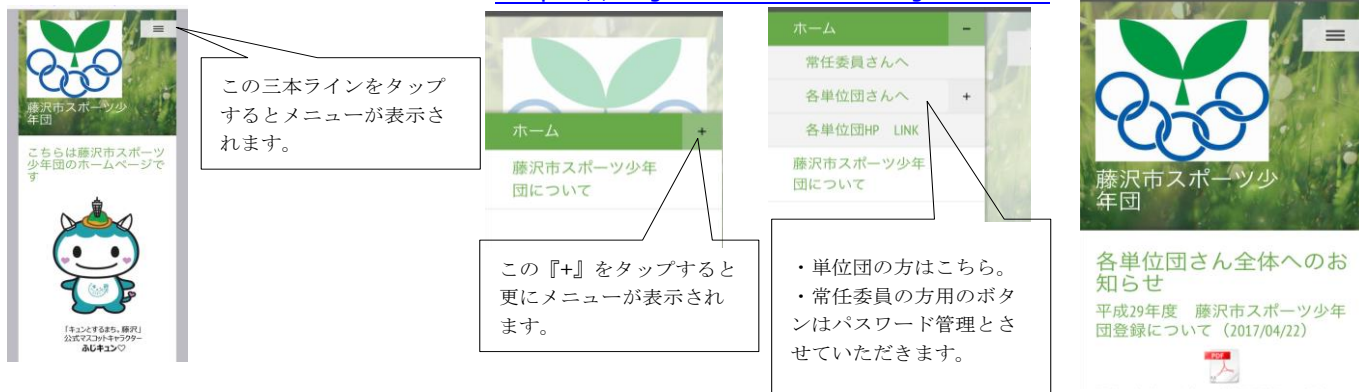 藤沢市スポーツ少
年団
こちらは藤沢市スポーツ
少年団のホームページで
す
「キュンとするまち。藤沢」
公式マスコットキャラクター
ふじキュン♡
この三本ラインをタップ
するとメニューが表示さ
れます。
ホーム +
藤沢市スポーツ少年
団について
この『+』をタップすると
更にメニューが表示され
ます。
ホーム -
常任委員さんへ
各単位団さんへ +
各単位団HP LINK
藤沢市スポーツ少年
団について
・単位団の方はこちら。
・常任委員の方用のボタ
ンはパスワード管理とさ
せていただきます。
藤沢市スポーツ少
年団
各単位団さん全体へのお
知らせ
平成29年度 藤沢市スポーツ少年
団登録について（2017/04/22）
PDF